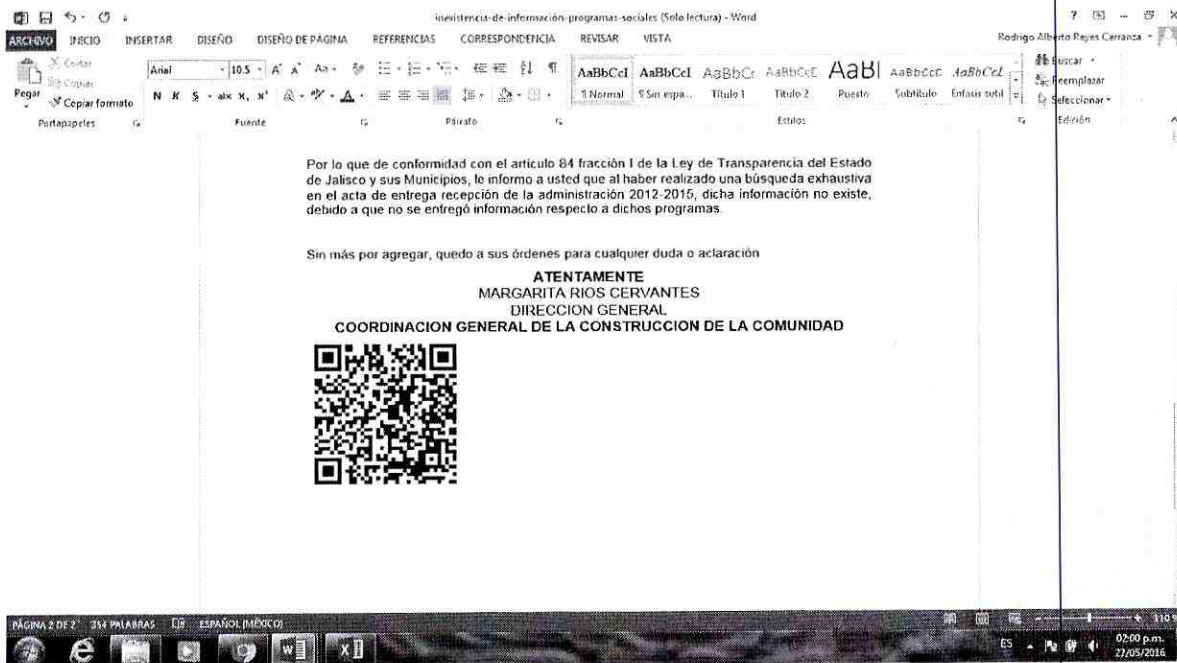 inexistencia-de-información-programas-sociales (Solo lectura) - Word
ARCHIVO INICIO INSERTAR DISEÑO DISEÑO DE PÁGINA REFERENCIAS CORRESPONDENCIA REVISAR VISTA Rodrigo Alberto Reyes Carranza
Cortar
Copiar
Pegar
Copiar formato
Arial 10.5
N K S abc
AaBbCcI AaBbCcI AaBbCc AaBbCcC AaBl AaBbCcC AaBbCcI
1 Normal 1 Sin espa... Título 1 Título 2 Puesto Subtítulo Énfasis sutil
Buscar
Reemplazar
Seleccionar
Portapapeles Fuente Párrafo Estilos Edición
Por lo que de conformidad con el artículo 84 fracción I de la Ley de Transparencia del Estado
de Jalisco y sus Municipios, le informo a usted que al haber realizado una búsqueda exhaustiva
en el acta de entrega recepción de la administración 2012-2015, dicha información no existe,
debido a que no se entregó información respecto a dichos programas.
Sin más por agregar, quedo a sus órdenes para cualquier duda o aclaración
ATENTAMENTE
MARGARITA RIOS CERVANTES
DIRECCION GENERAL
COORDINACION GENERAL DE LA CONSTRUCCION DE LA COMUNIDAD
PÁGINA 2 DE 2 354 PALABRAS ESPAÑOL (MÉXICO) 110 %
ES 02:00 p.m.
27/05/2016